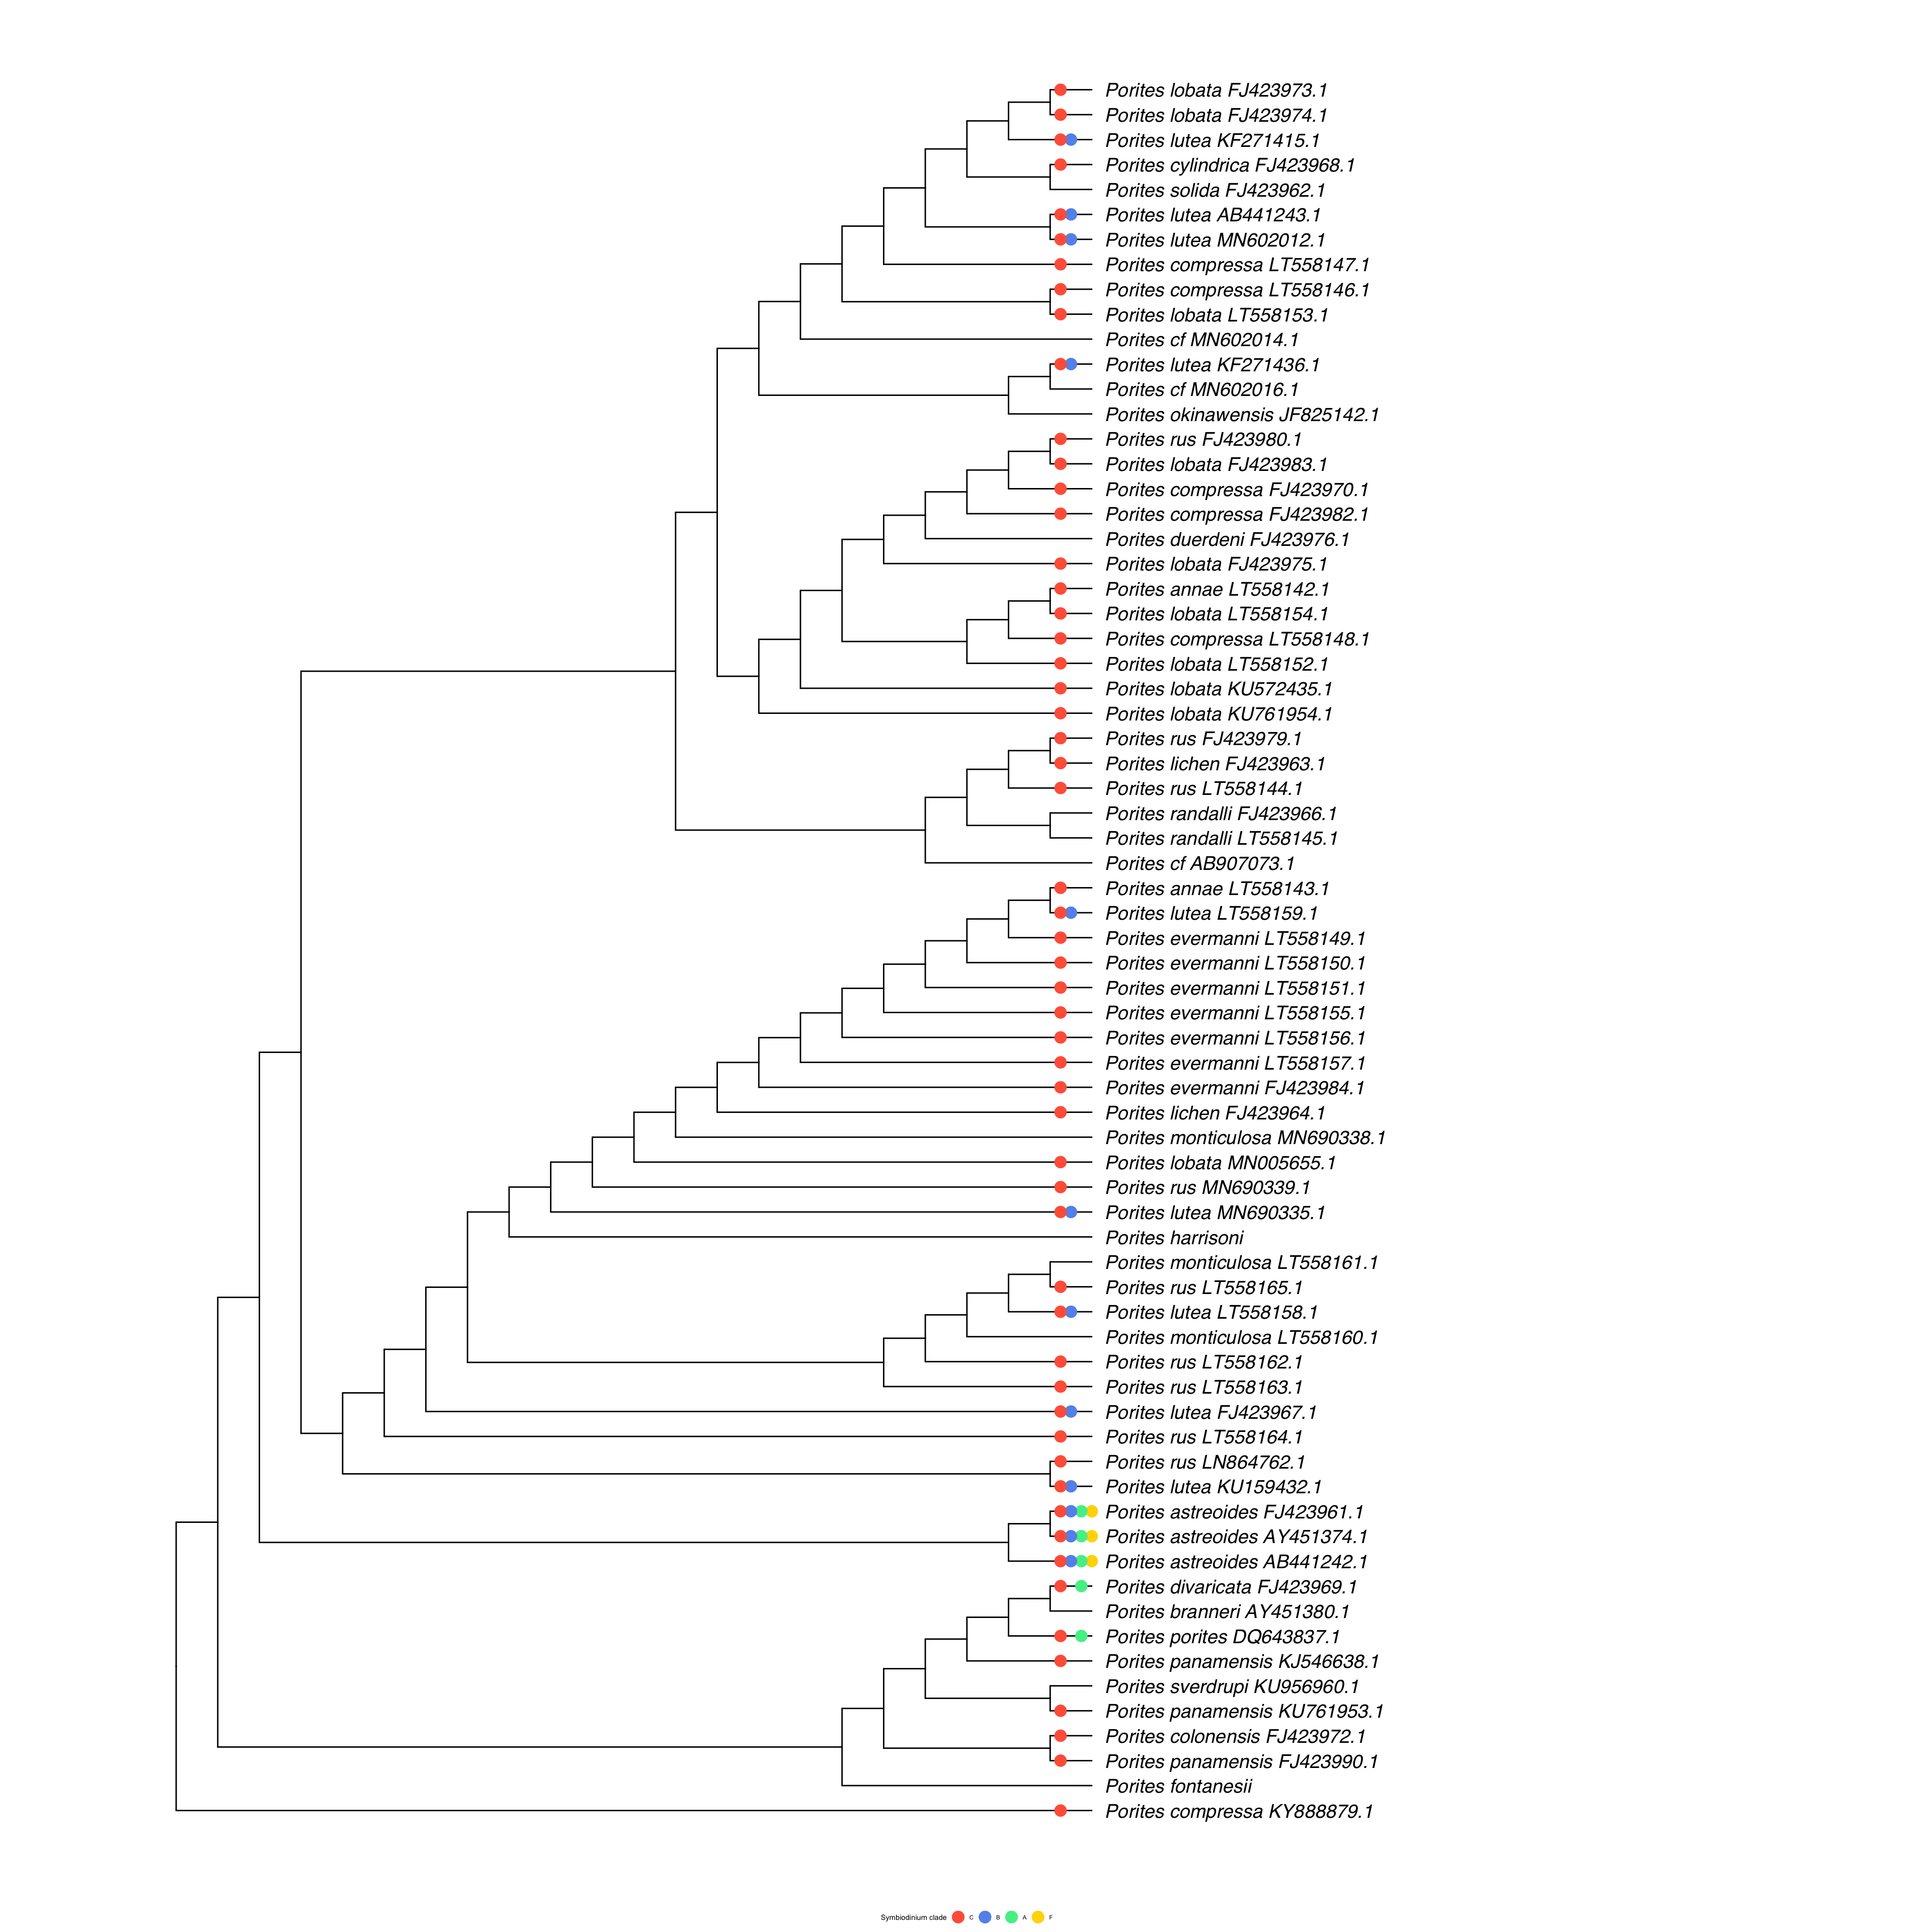 Porites lobata FJ423973.1
Porites lobata FJ423974.1
Porites lutea KF271415.1
Porites cylindrica FJ423968.1
Porites solida FJ423962.1
Porites lutea AB441243.1
Porites lutea MN602012.1
Porites compressa LT558147.1
Porites compressa LT558146.1
Porites lobata LT558153.1
Porites cf MN602014.1
Porites lutea KF271436.1
Porites cf MN602016.1
Porites okinawensis JF825142.1
Porites rus FJ423980.1
Porites lobata FJ423983.1
Porites compressa FJ423970.1
Porites compressa FJ423982.1
Porites duerdeni FJ423976.1
Porites lobata FJ423975.1
Porites annae LT558142.1
Porites lobata LT558154.1
Porites compressa LT558148.1
Porites lobata LT558152.1
Porites lobata KU572435.1
Porites lobata KU761954.1
Porites rus FJ423979.1
Porites lichen FJ423963.1
Porites rus LT558144.1
Porites randalli FJ423966.1
Porites randalli LT558145.1
Porites cf AB907073.1
Porites annae LT558143.1
Porites lutea LT558159.1
Porites evermanni LT558149.1
Porites evermanni LT558150.1
Porites evermanni LT558151.1
Porites evermanni LT558155.1
Porites evermanni LT558156.1
Porites evermanni LT558157.1
Porites evermanni FJ423984.1
Porites lichen FJ423964.1
Porites monticulosa MN690338.1
Porites lobata MN005655.1
Porites rus MN690339.1
Porites lutea MN690335.1
Porites harrisoni
Porites monticulosa LT558161.1
Porites rus LT558165.1
Porites lutea LT558158.1
Porites monticulosa LT558160.1
Porites rus LT558162.1
Porites rus LT558163.1
Porites lutea FJ423967.1
Porites rus LT558164.1
Porites rus LN864762.1
Porites lutea KU159432.1
Porites astreoides FJ423961.1
Porites astreoides AY451374.1
Porites astreoides AB441242.1
Porites divaricata FJ423969.1
Porites branneri AY451380.1
Porites porites DQ643837.1
Porites panamensis KJ546638.1
Porites sverdrupi KU956960.1
Porites panamensis KU761953.1
Porites colonensis FJ423972.1
Porites panamensis FJ423990.1
Porites fontanesii
Porites compressa KY888879.1
Symbiodinium clade C B A F